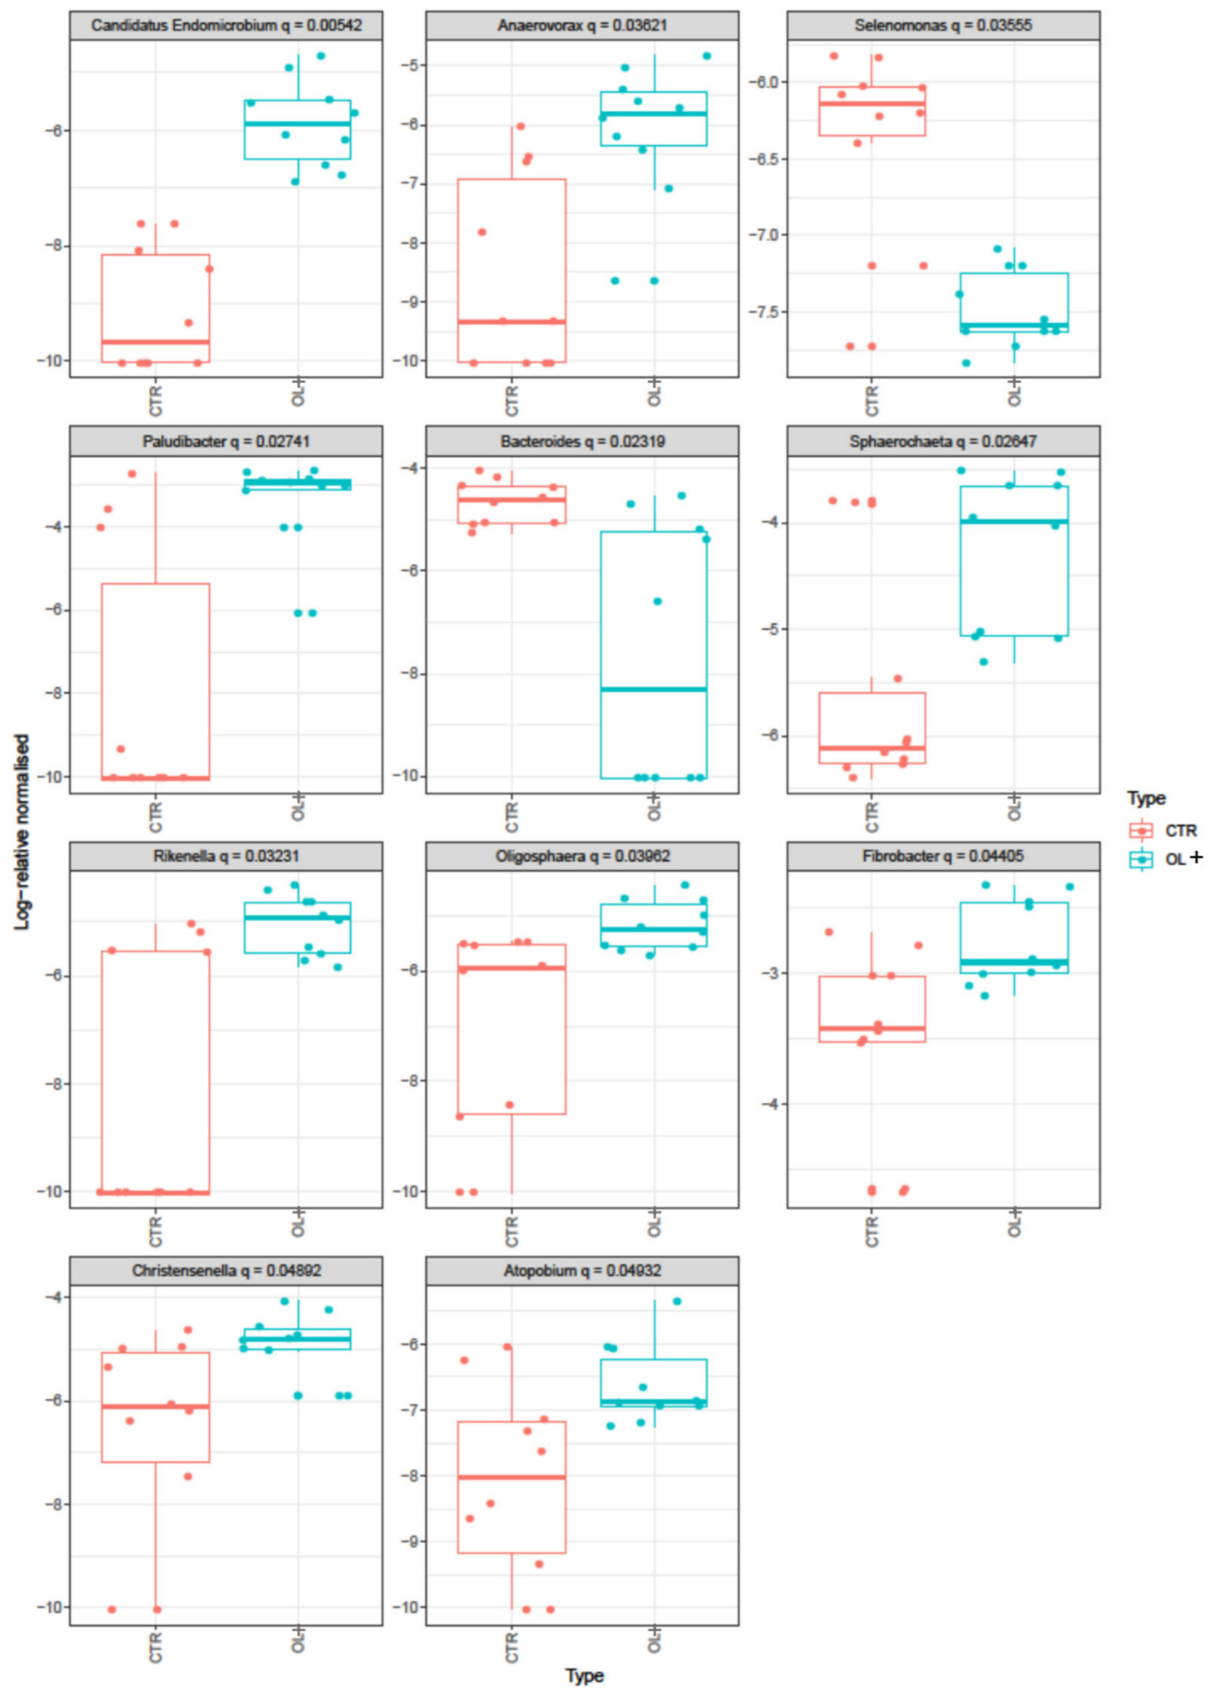 Candidatus Endomicrobium q = 0.00542
Anaerovorax q = 0.03621
Selenomonas q = 0.03555
−6
−8
−10
CTR
OL+
−5
−6
−7
−8
−9
−10
CTR
OL+
−6.0
−6.5
−7.0
−7.5
CTR
OL+
Paludibacter q = 0.02741
Bacteroides q = 0.02319
Sphaerochaeta q = 0.02647
−4
−6
−8
−10
CTR
OL+
−4
−6
−8
−10
CTR
OL+
−4
−5
−6
CTR
OL+
Log−relative normalised
Type
CTR
OL +
Rikenella q = 0.03231
Oligosphaera q = 0.03962
Fibrobacter q = 0.04405
−6
−8
−10
CTR
OL+
−6
−8
−10
CTR
OL+
−3
−4
CTR
OL+
Christensenella q = 0.04892
Atopobium q = 0.04932
−4
−6
−8
−10
CTR
OL+
−6
−7
−8
−9
−10
CTR
OL+
Type